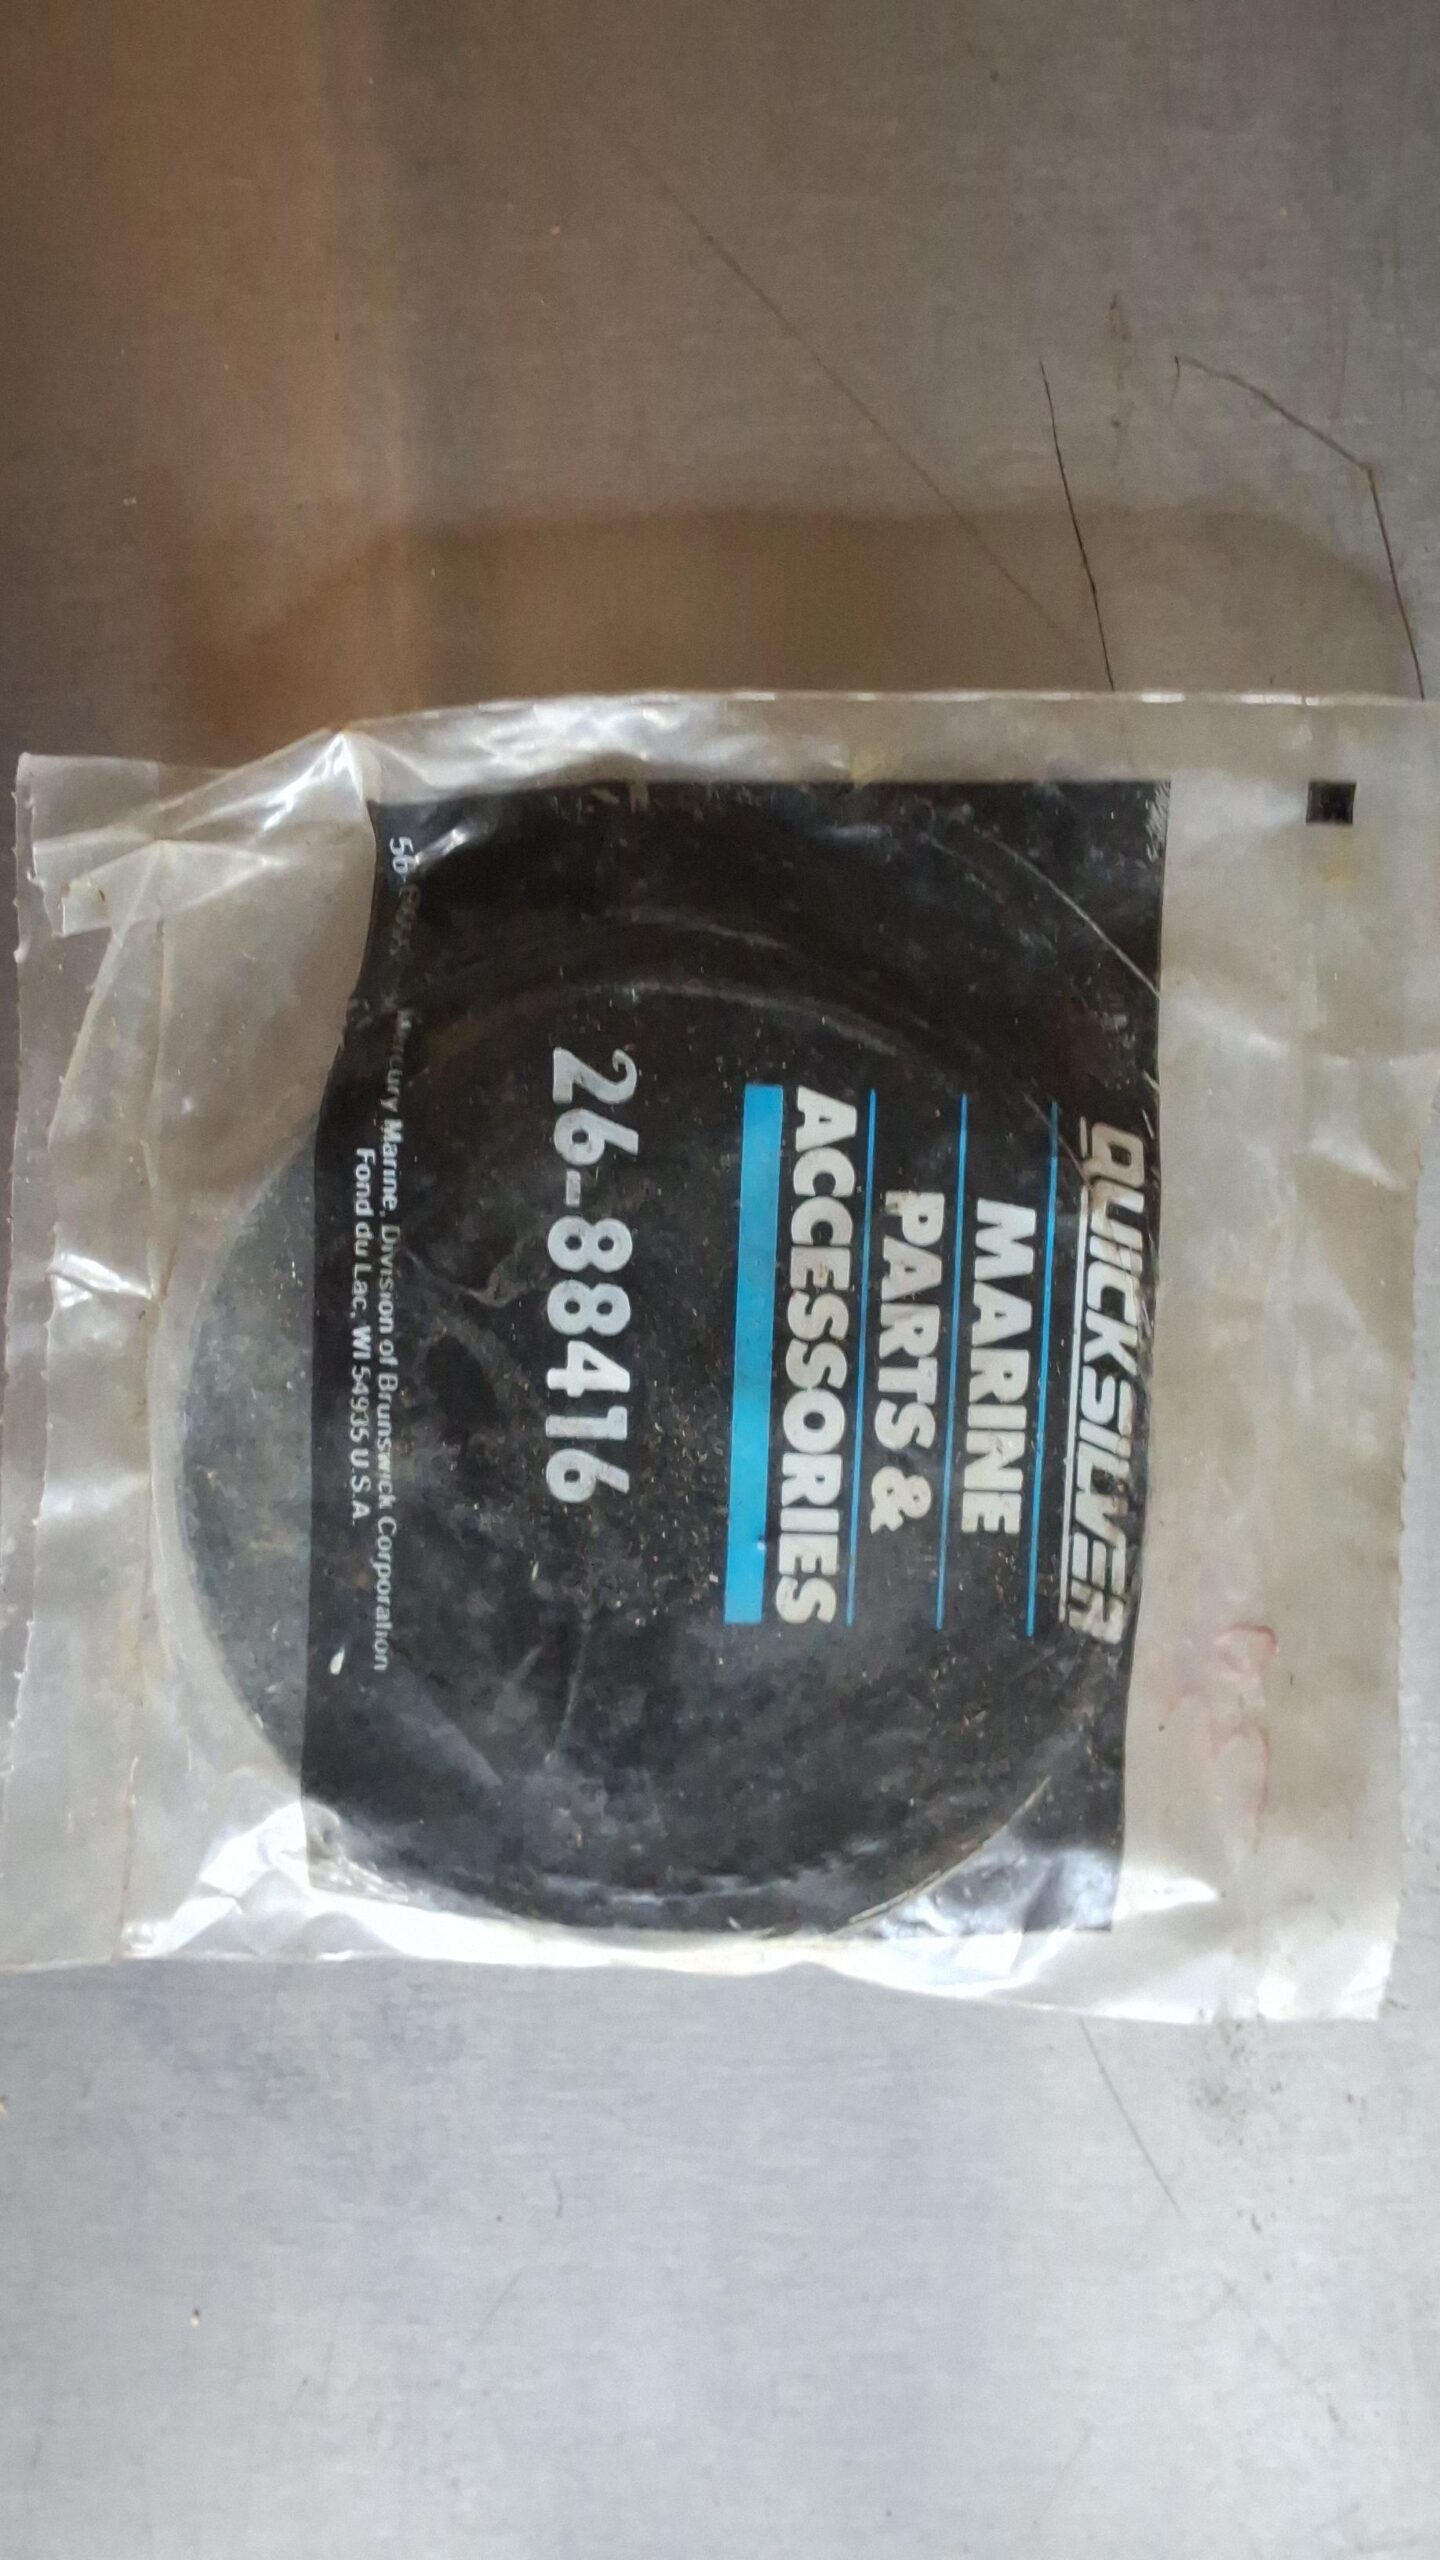 QUICKSILVER
MARINE
PARTS &
ACCESSORIES
26-88416
Mercury Marine, Division of Brunswick Corporation
Fond du Lac, WI 54935 U.S.A.